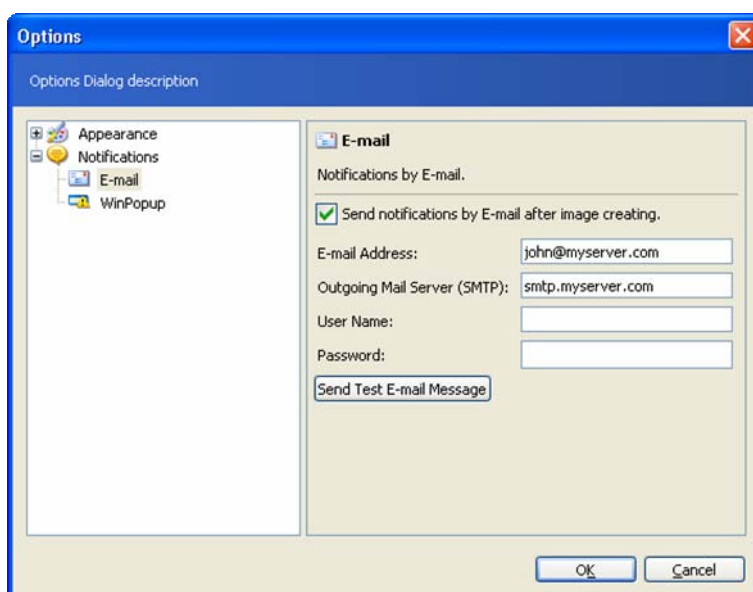 Options
Options Dialog description
Appearance
Notifications
E-mail
WinPopup
E-mail
Notifications by E-mail.
Send notifications by E-mail after image creating.
E-mail Address: john@myserver.com
Outgoing Mail Server (SMTP): smtp.myserver.com
User Name:
Password:
Send Test E-mail Message
OK Cancel